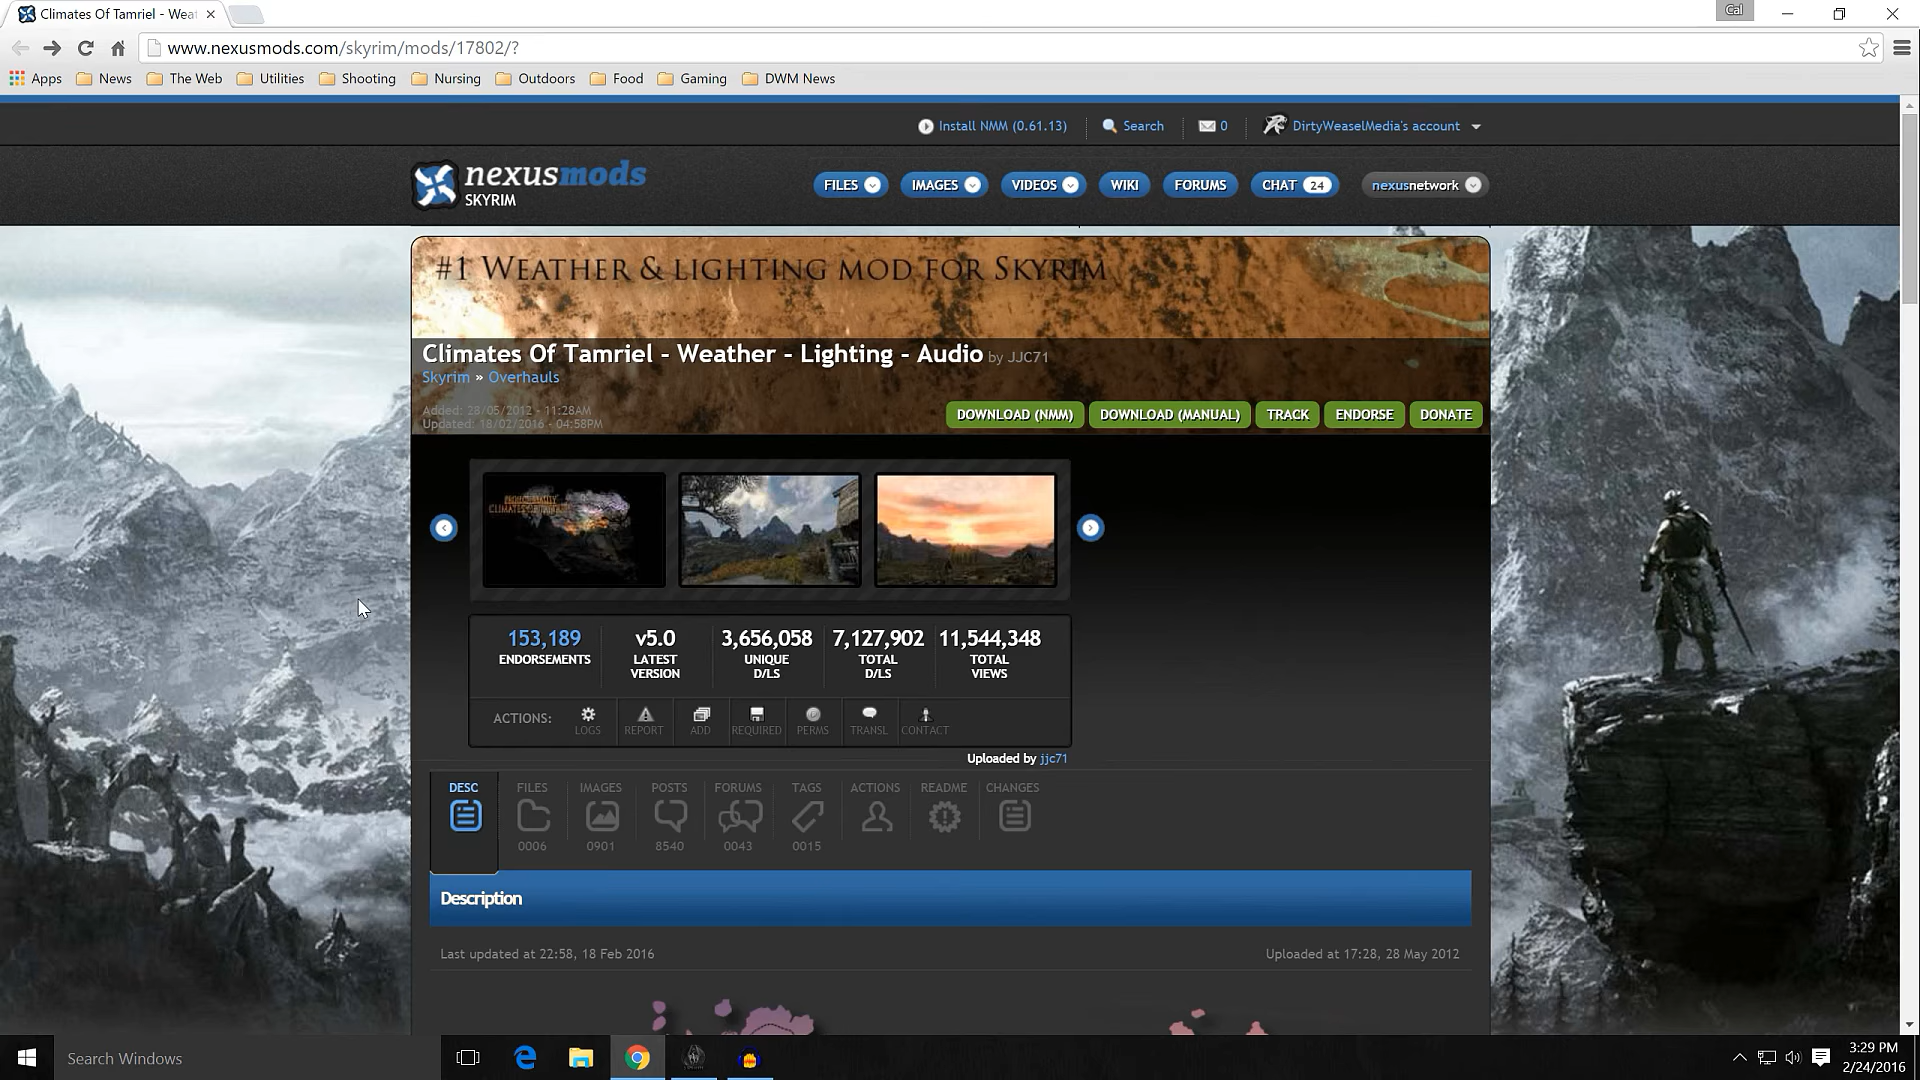 Climates Of Tamriel - Weat
Cal
www.nexusmods.com/skyrim/mods/17802/?
Apps News The Web Utilities Shooting Nursing Outdoors Food Gaming DWM News
Install NMM (0.61.13) Search 0 DirtyWeaselMedia's account
nexusmods
SKYRIM
FILES IMAGES VIDEOS WIKI FORUMS CHAT 24 nexusnetwork
#1 WEATHER & LIGHTING MOD FOR SKYRIM
Climates Of Tamriel - Weather - Lighting - Audio by JJC71
Skyrim » Overhauls
Added: 28/05/2012 - 11:28AM
Updated: 18/02/2016 - 04:58PM
DOWNLOAD (NMM) DOWNLOAD (MANUAL) TRACK ENDORSE DONATE
CLIMATES OF TAMRIEL
153,189 v5.0 3,656,058 7,127,902 11,544,348
ENDORSEMENTS LATEST UNIQUE TOTAL TOTAL
VERSION D/LS D/LS VIEWS
ACTIONS: LOGS REPORT ADD REQUIRED PERMS TRANSL CONTACT
Uploaded by jjc71
DESC FILES IMAGES POSTS FORUMS TAGS ACTIONS README CHANGES
0006 0901 8540 0043 0015
Description
Last updated at 22:58, 18 Feb 2016 Uploaded at 17:28, 28 May 2012
Search Windows
3:29 PM
2/24/2016